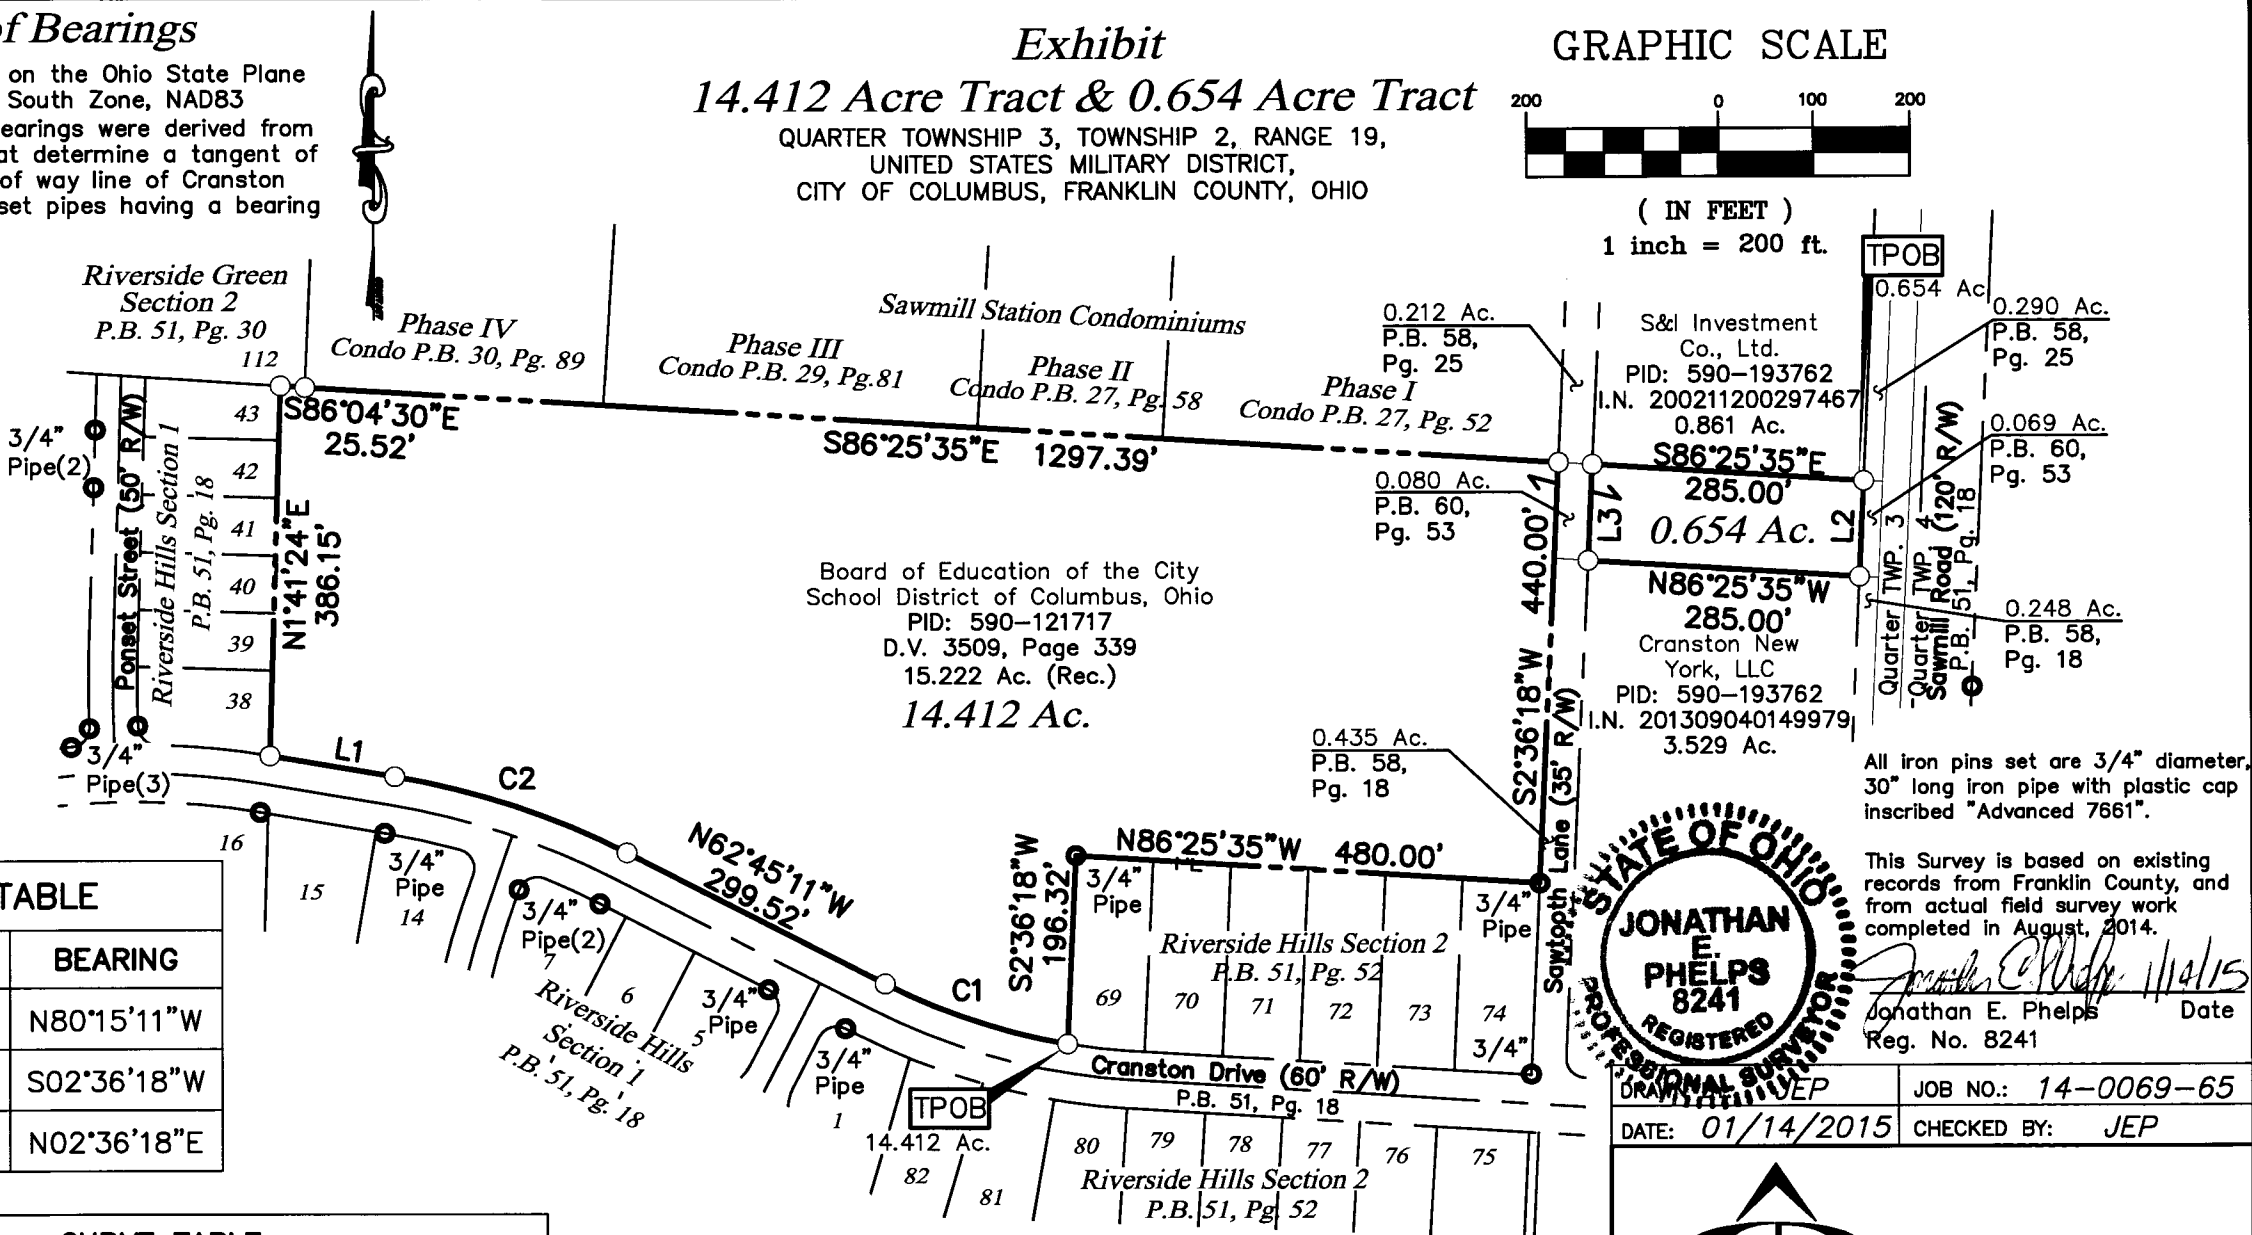 of Bearings
on the Ohio State Plane
South Zone, NAD83
earings were derived from
at determine a tangent of
of way line of Cranston
set pipes having a bearing
Exhibit
14.412 Acre Tract & 0.654 Acre Tract
QUARTER TOWNSHIP 3, TOWNSHIP 2, RANGE 19,
UNITED STATES MILITARY DISTRICT,
CITY OF COLUMBUS, FRANKLIN COUNTY, OHIO
GRAPHIC SCALE
200 0 100 200
( IN FEET )
1 inch = 200 ft.
TPOB
0.654 Ac
Riverside Green
Section 2
P.B. 51, Pg. 30
112
Phase IV
Condo P.B. 30, Pg. 89
Phase III
Condo P.B. 29, Pg.81
Sawmill Station Condominiums
Phase II
Condo P.B. 27, Pg. 58
Phase I
Condo P.B. 27, Pg. 52
0.212 Ac.
P.B. 58,
Pg. 25
S&I Investment
Co., Ltd.
PID: 590-193762
I.N. 200211200297467
0.861 Ac.
0.290 Ac.
P.B. 58,
Pg. 25
0.069 Ac.
P.B. 60,
Pg. 53
S86°04'30"E
25.52'
S86°25'35"E 1297.39'
S86°25'35"E
285.00'
0.654 Ac.
L3
L2
N86°25'35"W
285.00'
0.080 Ac.
P.B. 60,
Pg. 53
3/4"
Pipe(2)
Ponset Street (50' R/W)
Riverside Hills Section 1
P.B. 51, Pg. 18
43
42
41
40
39
38
N1°41'24"E
386.15'
Board of Education of the City
School District of Columbus, Ohio
PID: 590-121717
D.V. 3509, Page 339
15.222 Ac. (Rec.)
14.412 Ac.
S2°36'18"W 440.00'
Sawtooth Lane (35' R/W)
Cranston New
York, LLC
PID: 590-193762
I.N. 201309040149979
3.529 Ac.
Quarter TWP. 3
Quarter TWP 4
Sawmill Road (120' R/W)
P.B. 51, Pg. 18
0.248 Ac.
P.B. 58,
Pg. 18
0.435 Ac.
P.B. 58,
Pg. 18
3/4"
Pipe(3)
L1
C2
N62°45'11"W
299.52'
C1
S2°36'18"W
196.32'
N86°25'35"W 480.00'
3/4"
Pipe
3/4"
Pipe
Riverside Hills Section 2
P.B. 51, Pg. 52
69
70
71
72
73
74
3/4"
16
15
14
3/4"
Pipe
3/4"
Pipe(2)
7
6
5
3/4"
Pipe
3/4"
Pipe
1
Riverside Hills
Section 1
P.B. 51, Pg. 18
TPOB
14.412 Ac.
Cranston Drive (60' R/W)
P.B. 51, Pg. 18
82
81
80
79
78
77
76
75
Riverside Hills Section 2
P.B. 51, Pg 52
All iron pins set are 3/4" diameter,
30" long iron pipe with plastic cap
inscribed "Advanced 7661".
This Survey is based on existing
records from Franklin County, and
from actual field survey work
completed in August, 2014.
1/14/15
Jonathan E. Phelps Date
Reg. No. 8241
STATE OF OHIO
JONATHAN
E.
PHELPS
8241
REGISTERED
PROFESSIONAL SURVEYOR
JEP
JOB NO.: 14-0069-65
DATE: 01/14/2015
CHECKED BY: JEP
TABLE
BEARING
N80°15'11"W
S02°36'18"W
N02°36'18"E